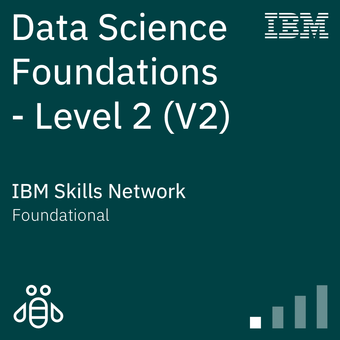 Data Science
IBM
Foundations
- Level 2 (V2)
IBM Skills Network
Foundational